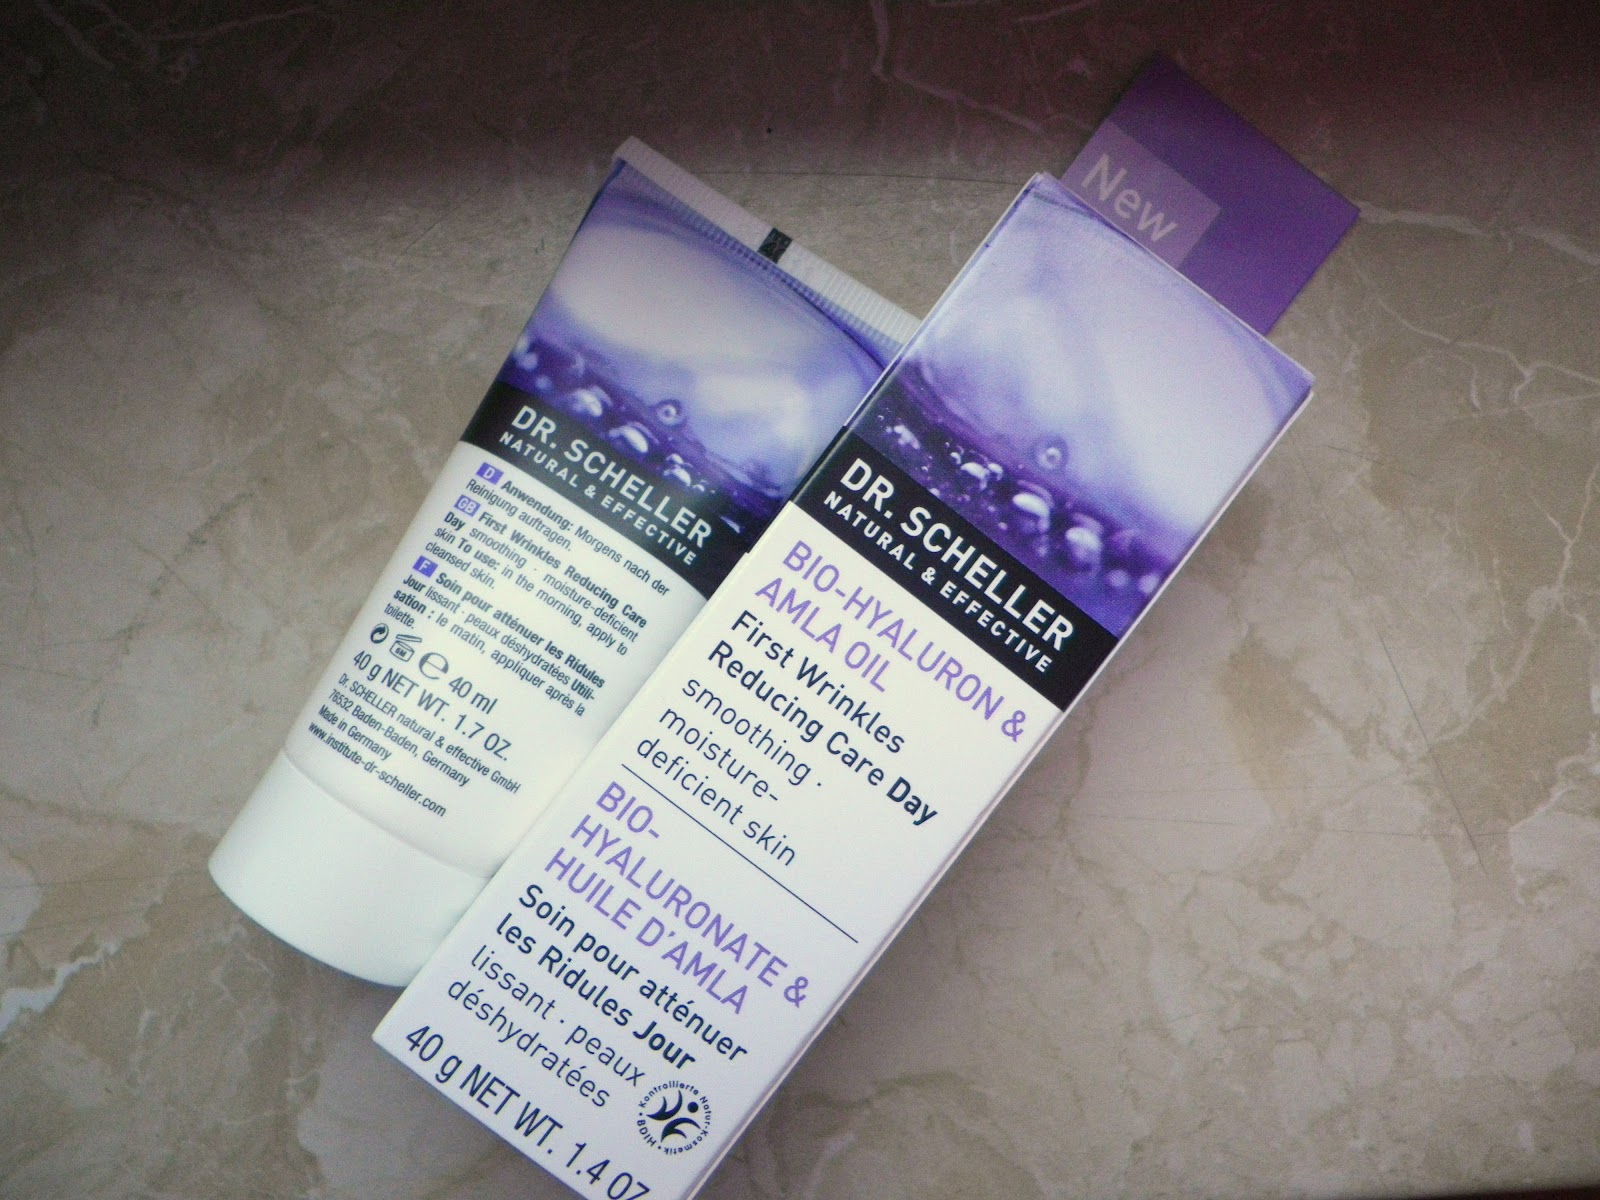 DR. SCHELLER
NATURAL & EFFECTIVE
D Anwendung: Morgens nach der
Reinigung auftragen.
GB First Wrinkles Reducing Care
Day smoothing · moisture-deficient
skin To use: in the morning, apply to
cleansed skin.
F Soin pour atténuer les Ridules
Jour lissant · peaux déshydratées Utili-
sation : le matin, appliquer après la
toilette.
6M e 40 ml
40 g NET WT. 1.7 OZ.
Dr. SCHELLER natural & effective GmbH
76532 Baden-Baden, Germany
Made in Germany
www.institute-dr-scheller.com
New
DR. SCHELLER
NATURAL & EFFECTIVE
BIO-HYALURON &
AMLA OIL
First Wrinkles
Reducing Care Day
smoothing ·
moisture-
deficient skin
BIO-
HYALURONATE &
HUILE D'AMLA
Soin pour atténuer
les Ridules Jour
lissant · peaux
déshydratées
40 g NET WT. 1.4 OZ
BDIH • Kontrollierte Natur-Kosmetik •